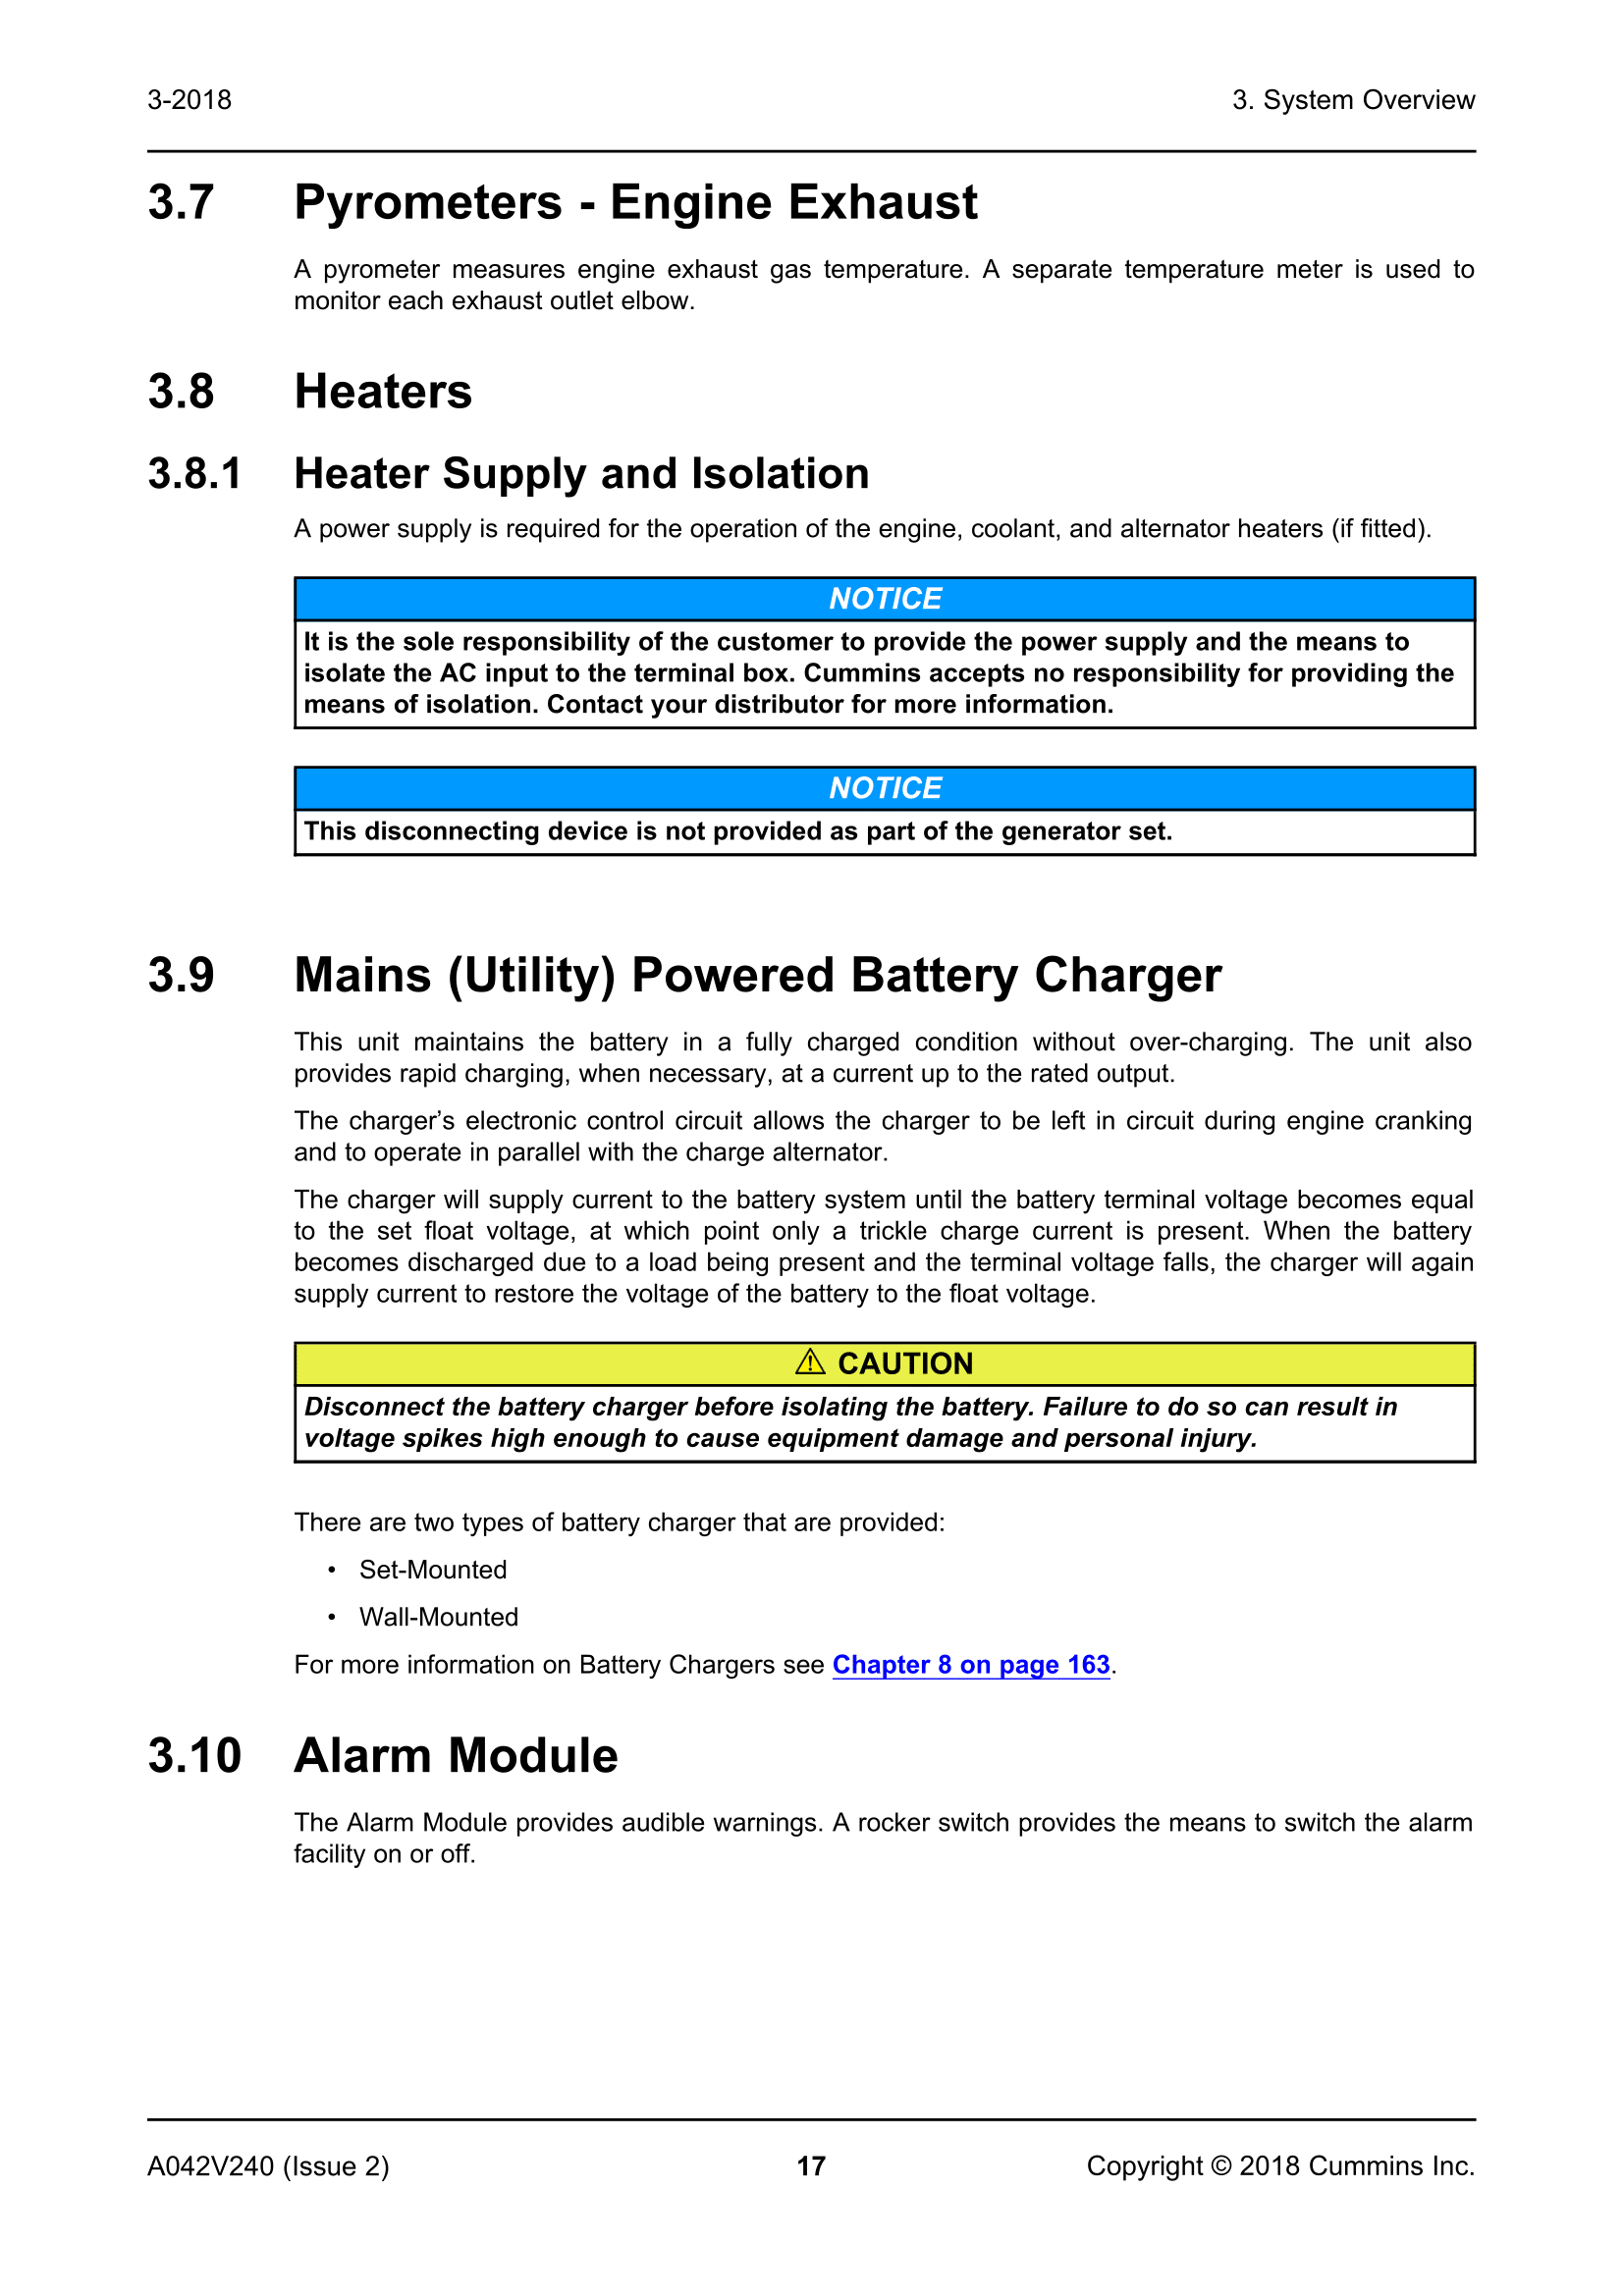 3-2018
3. System Overview
3.7 Pyrometers - Engine Exhaust
A pyrometer measures engine exhaust gas temperature. A separate temperature meter is used to
monitor each exhaust outlet elbow.
3.8 Heaters
3.8.1 Heater Supply and Isolation
A power supply is required for the operation of the engine, coolant, and alternator heaters (if fitted).
NOTICE
It is the sole responsibility of the customer to provide the power supply and the means to
isolate the AC input to the terminal box. Cummins accepts no responsibility for providing the
means of isolation. Contact your distributor for more information.
NOTICE
This disconnecting device is not provided as part of the generator set.
3.9 Mains (Utility) Powered Battery Charger
This unit maintains the battery in a fully charged condition without over-charging. The unit also
provides rapid charging, when necessary, at a current up to the rated output.
The charger’s electronic control circuit allows the charger to be left in circuit during engine cranking
and to operate in parallel with the charge alternator.
The charger will supply current to the battery system until the battery terminal voltage becomes equal
to the set float voltage, at which point only a trickle charge current is present. When the battery
becomes discharged due to a load being present and the terminal voltage falls, the charger will again
supply current to restore the voltage of the battery to the float voltage.
⚠ CAUTION
Disconnect the battery charger before isolating the battery. Failure to do so can result in
voltage spikes high enough to cause equipment damage and personal injury.
There are two types of battery charger that are provided:
• Set-Mounted
• Wall-Mounted
For more information on Battery Chargers see Chapter 8 on page 163.
3.10 Alarm Module
The Alarm Module provides audible warnings. A rocker switch provides the means to switch the alarm
facility on or off.
A042V240 (Issue 2)
17
Copyright © 2018 Cummins Inc.